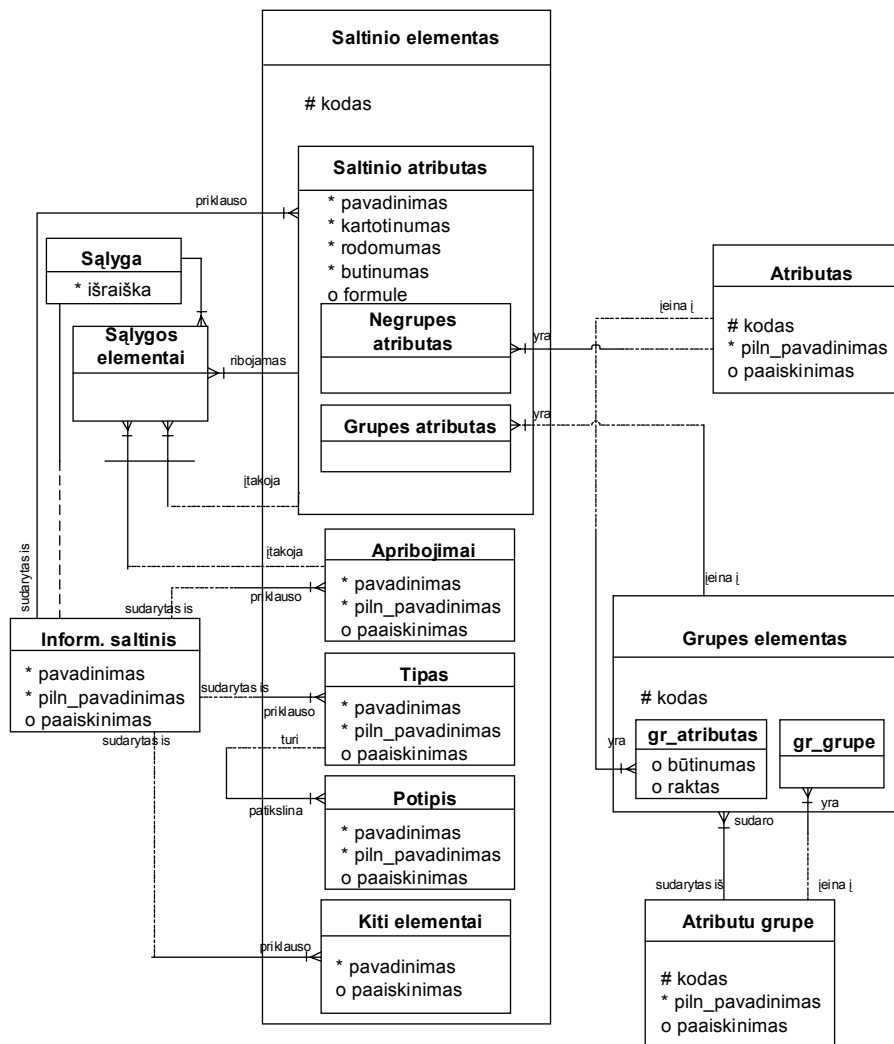 Saltinio elementas
# kodas
Saltinio atributas
* pavadinimas
* kartotinumas
* rodomumas
* butinumas
o formule
Negrupes
atributas
Grupes atributas
priklauso
Sąlyga
* išraiška
Sąlygos
elementai
ribojamas
įtakoja
įtakoja
yra
yra
Atributas
# kodas
* piln_pavadinimas
o paaiskinimas
įeina į
įeina į
Apribojimai
* pavadinimas
* piln_pavadinimas
o paaiskinimas
priklauso
sudarytas is
sudarytas is
Inform. saltinis
* pavadinimas
* piln_pavadinimas
o paaiskinimas
sudarytas is
sudarytas is
Tipas
* pavadinimas
* piln_pavadinimas
o paaiskinimas
priklauso
turi
patikslina
Potipis
* pavadinimas
* piln_pavadinimas
o paaiskinimas
Kiti elementai
* pavadinimas
o paaiskinimas
priklauso
Grupes elementas
# kodas
gr_atributas
o būtinumas
o raktas
gr_grupe
yra
yra
sudaro
sudarytas iš
įeina į
Atributu grupe
# kodas
* piln_pavadinimas
o paaiskinimas